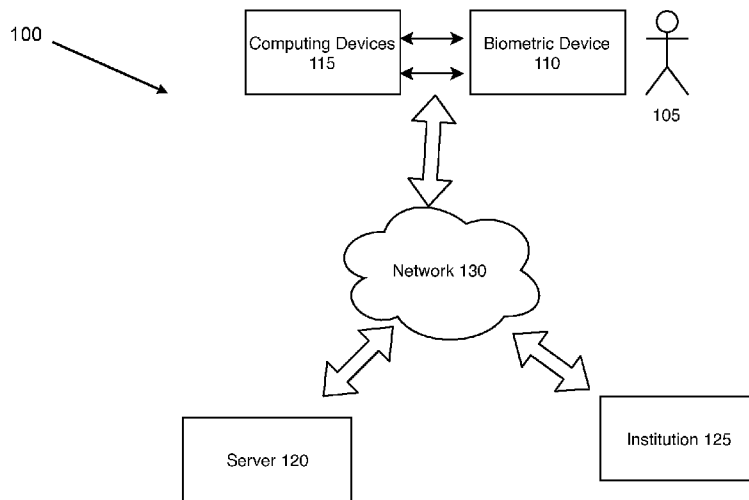 100
Computing Devices
115
Biometric Device
110
105
Network 130
Server 120
Institution 125